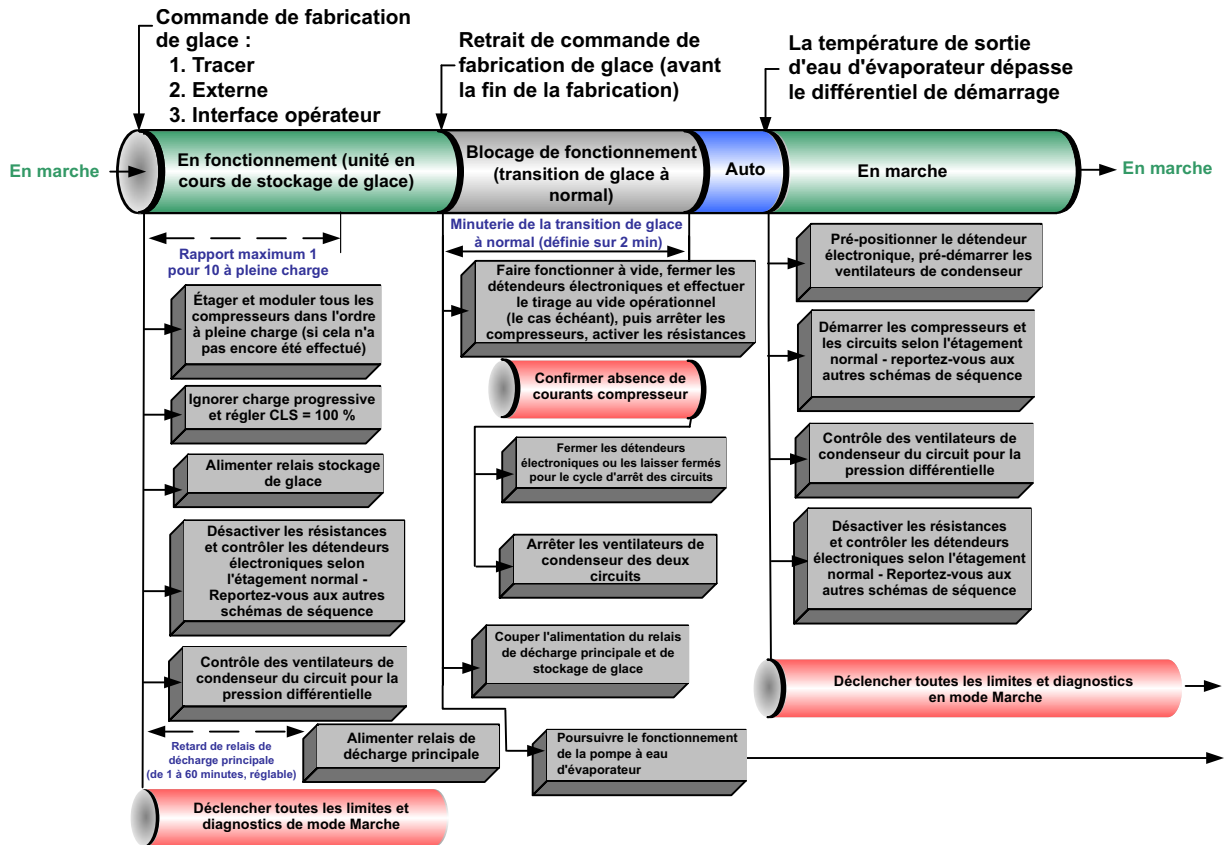 Commande de fabrication
de glace :
1. Tracer
2. Externe
3. Interface opérateur
Retrait de commande de
fabrication de glace (avant
la fin de la fabrication)
La température de sortie
d'eau d'évaporateur dépasse
le différentiel de démarrage
En marche
En fonctionnement (unité en
cours de stockage de glace)
Blocage de fonctionnement
(transition de glace à
normal)
Auto
En marche
En marche
Rapport maximum 1
pour 10 à pleine charge
Étager et moduler tous les
compresseurs dans l'ordre
à pleine charge (si cela n'a
pas encore été effectué)
Ignorer charge progressive
et régler CLS = 100 %
Alimenter relais stockage
de glace
Désactiver les résistances
et contrôler les détendeurs
électroniques selon
l'étagement normal -
Reportez-vous aux autres
schémas de séquence
Contrôle des ventilateurs de
condenseur du circuit pour la
pression différentielle
Retard de relais de
décharge principale
(de 1 à 60 minutes, réglable)
Alimenter relais de
décharge principale
Déclencher toutes les limites et
diagnostics de mode Marche
Minuterie de la transition de glace
à normal (définie sur 2 min)
Faire fonctionner à vide, fermer les
détendeurs électroniques et effectuer
le tirage au vide opérationnel
(le cas échéant), puis arrêter les
compresseurs, activer les résistances
Confirmer absence de
courants compresseur
Fermer les détendeurs
électroniques ou les laisser fermés
pour le cycle d'arrêt des circuits
Arrêter les ventilateurs de
condenseur des deux
circuits
Couper l'alimentation du relais
de décharge principale et de
stockage de glace
Poursuivre le fonctionnement
de la pompe à eau
d'évaporateur
Pré-positionner le détendeur
électronique, pré-démarrer les
ventilateurs de condenseur
Démarrer les compresseurs et
les circuits selon l'étagement
normal - reportez-vous aux
autres schémas de séquence
Contrôle des ventilateurs de
condenseur du circuit pour la
pression différentielle
Désactiver les résistances
et contrôler les détendeurs
électroniques selon l'étagement
normal - Reportez-vous aux
autres schémas de séquence
Déclencher toutes les limites et diagnostics
en mode Marche